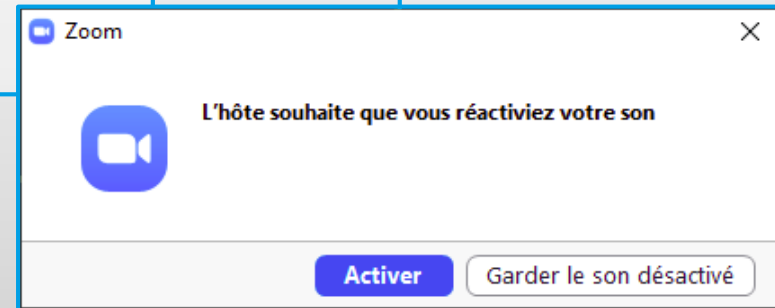 Zoom
L'hôte souhaite que vous réactiviez votre son
Activer
Garder le son désactivé